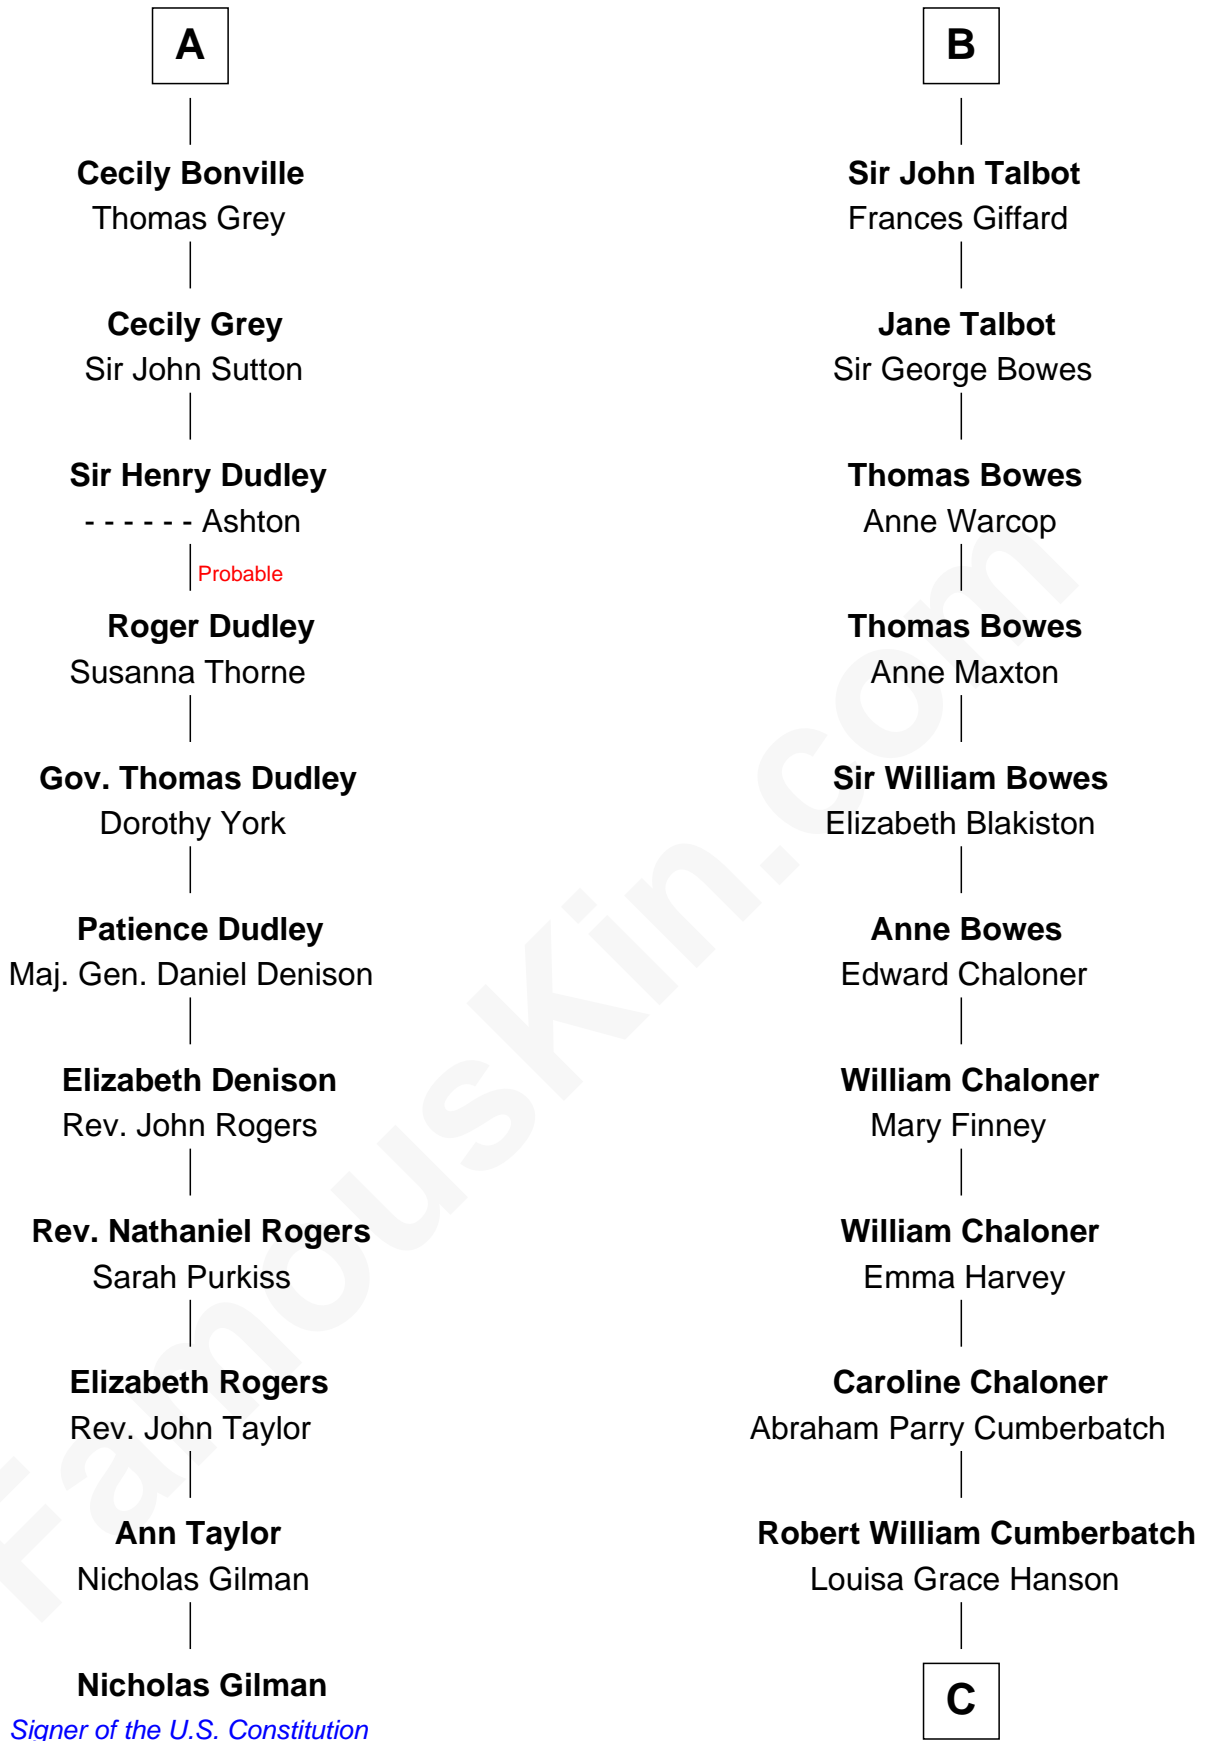 A
Cecily Bonville
Thomas Grey
Cecily Grey
Sir John Sutton
Sir Henry Dudley
- - - - - - Ashton
Probable
Roger Dudley
Susanna Thorne
Gov. Thomas Dudley
Dorothy York
Patience Dudley
Maj. Gen. Daniel Denison
Elizabeth Denison
Rev. John Rogers
Rev. Nathaniel Rogers
Sarah Purkiss
Elizabeth Rogers
Rev. John Taylor
Ann Taylor
Nicholas Gilman
Nicholas Gilman
Signer of the U.S. Constitution
B
Sir John Talbot
Frances Giffard
Jane Talbot
Sir George Bowes
Thomas Bowes
Anne Warcop
Thomas Bowes
Anne Maxton
Sir William Bowes
Elizabeth Blakiston
Anne Bowes
Edward Chaloner
William Chaloner
Mary Finney
William Chaloner
Emma Harvey
Caroline Chaloner
Abraham Parry Cumberbatch
Robert William Cumberbatch
Louisa Grace Hanson
C
FamousKin.com